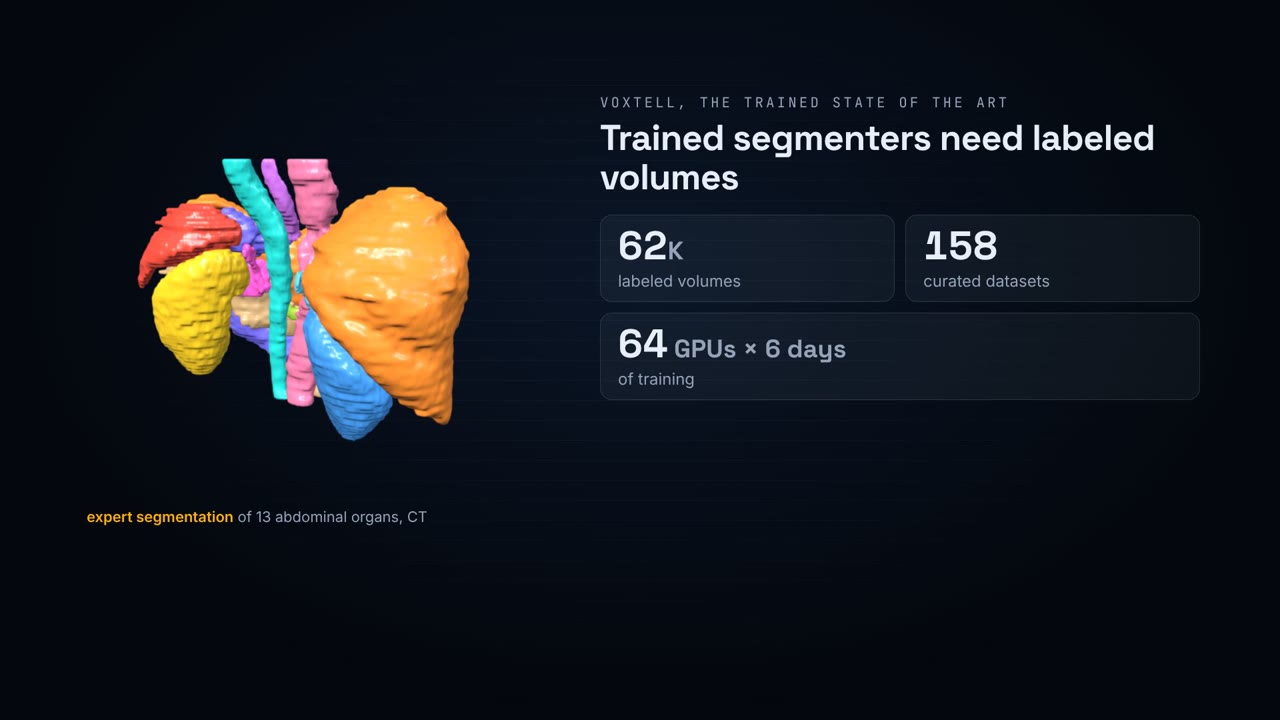 VOXTELL, THE TRAINED STATE OF THE ART
Trained segmenters need labeled
volumes
62K
labeled volumes
158
curated datasets
64 GPUs × 6 days
of training
expert segmentation of 13 abdominal organs, CT